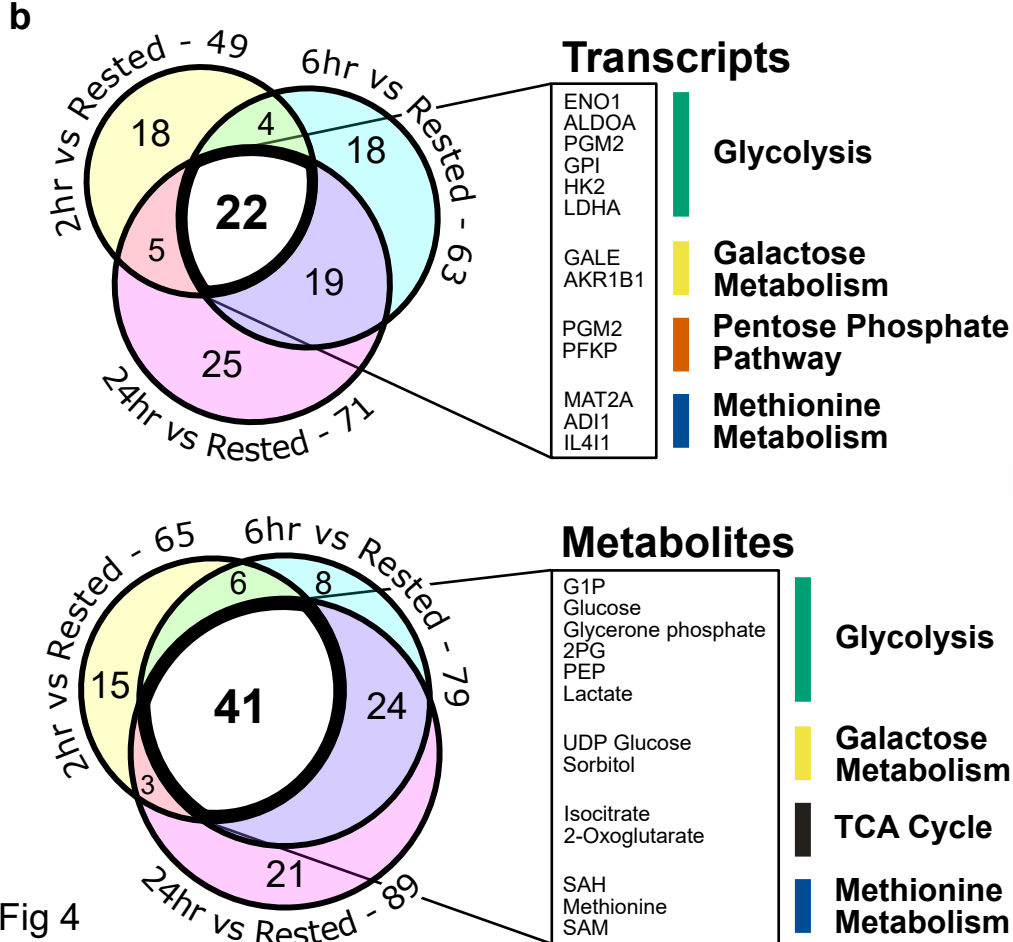 b
2hr vs Rested - 49
6hr vs Rested - 63
24hr vs Rested - 71
18
4
18
22
5
19
25
Transcripts
ENO1
ALDOA
PGM2
GPI
HK2
LDHA
Glycolysis
GALE
AKR1B1
Galactose
Metabolism
PGM2
PFKP
Pentose Phosphate
Pathway
MAT2A
ADI1
IL4I1
Methionine
Metabolism
2hr vs Rested - 65
6hr vs Rested - 79
24hr vs Rested - 89
6
8
15
41
24
3
21
Metabolites
G1P
Glucose
Glycerone phosphate
2PG
PEP
Lactate
Glycolysis
UDP Glucose
Sorbitol
Galactose
Metabolism
Isocitrate
2-Oxoglutarate
TCA Cycle
SAH
Methionine
SAM
Methionine
Metabolism
Fig 4